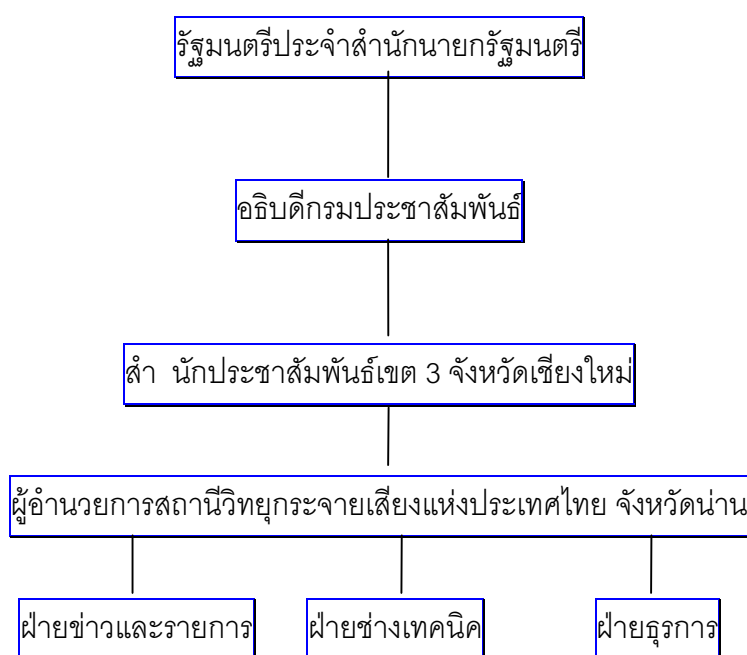 รัฐมนตรีประจำสำนักนายกรัฐมนตรี
อธิบดีกรมประชาสัมพันธ์
สำ นักประชาสัมพันธ์เขต 3 จังหวัดเชียงใหม่
ผู้อำนวยการสถานีวิทยุกระจายเสียงแห่งประเทศไทย จังหวัดน่าน
ฝ่ายข่าวและรายการ ฝ่ายช่างเทคนิค ฝ่ายธุรการ